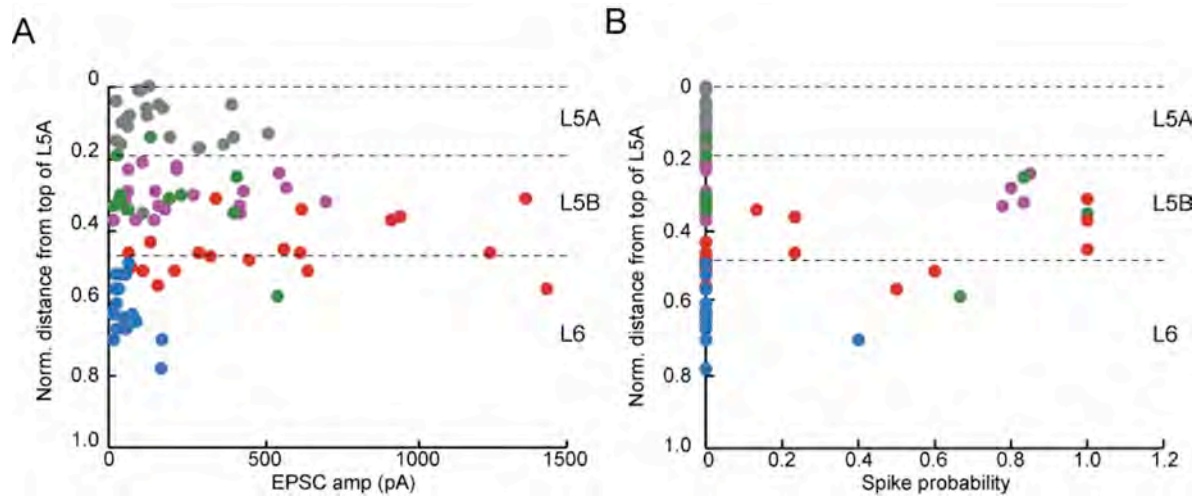 A
B
0
0.2
0.4
0.6
0.8
1.0
Norm. distance from top of L5A
L5A
L5B
L6
0
500
1000
1500
EPSC amp (pA)
0
0.2
0.4
0.6
0.8
1.0
Norm. distance from top of L5A
L5A
L5B
L6
0
0.2
0.4
0.6
0.8
1.0
1.2
Spike probability